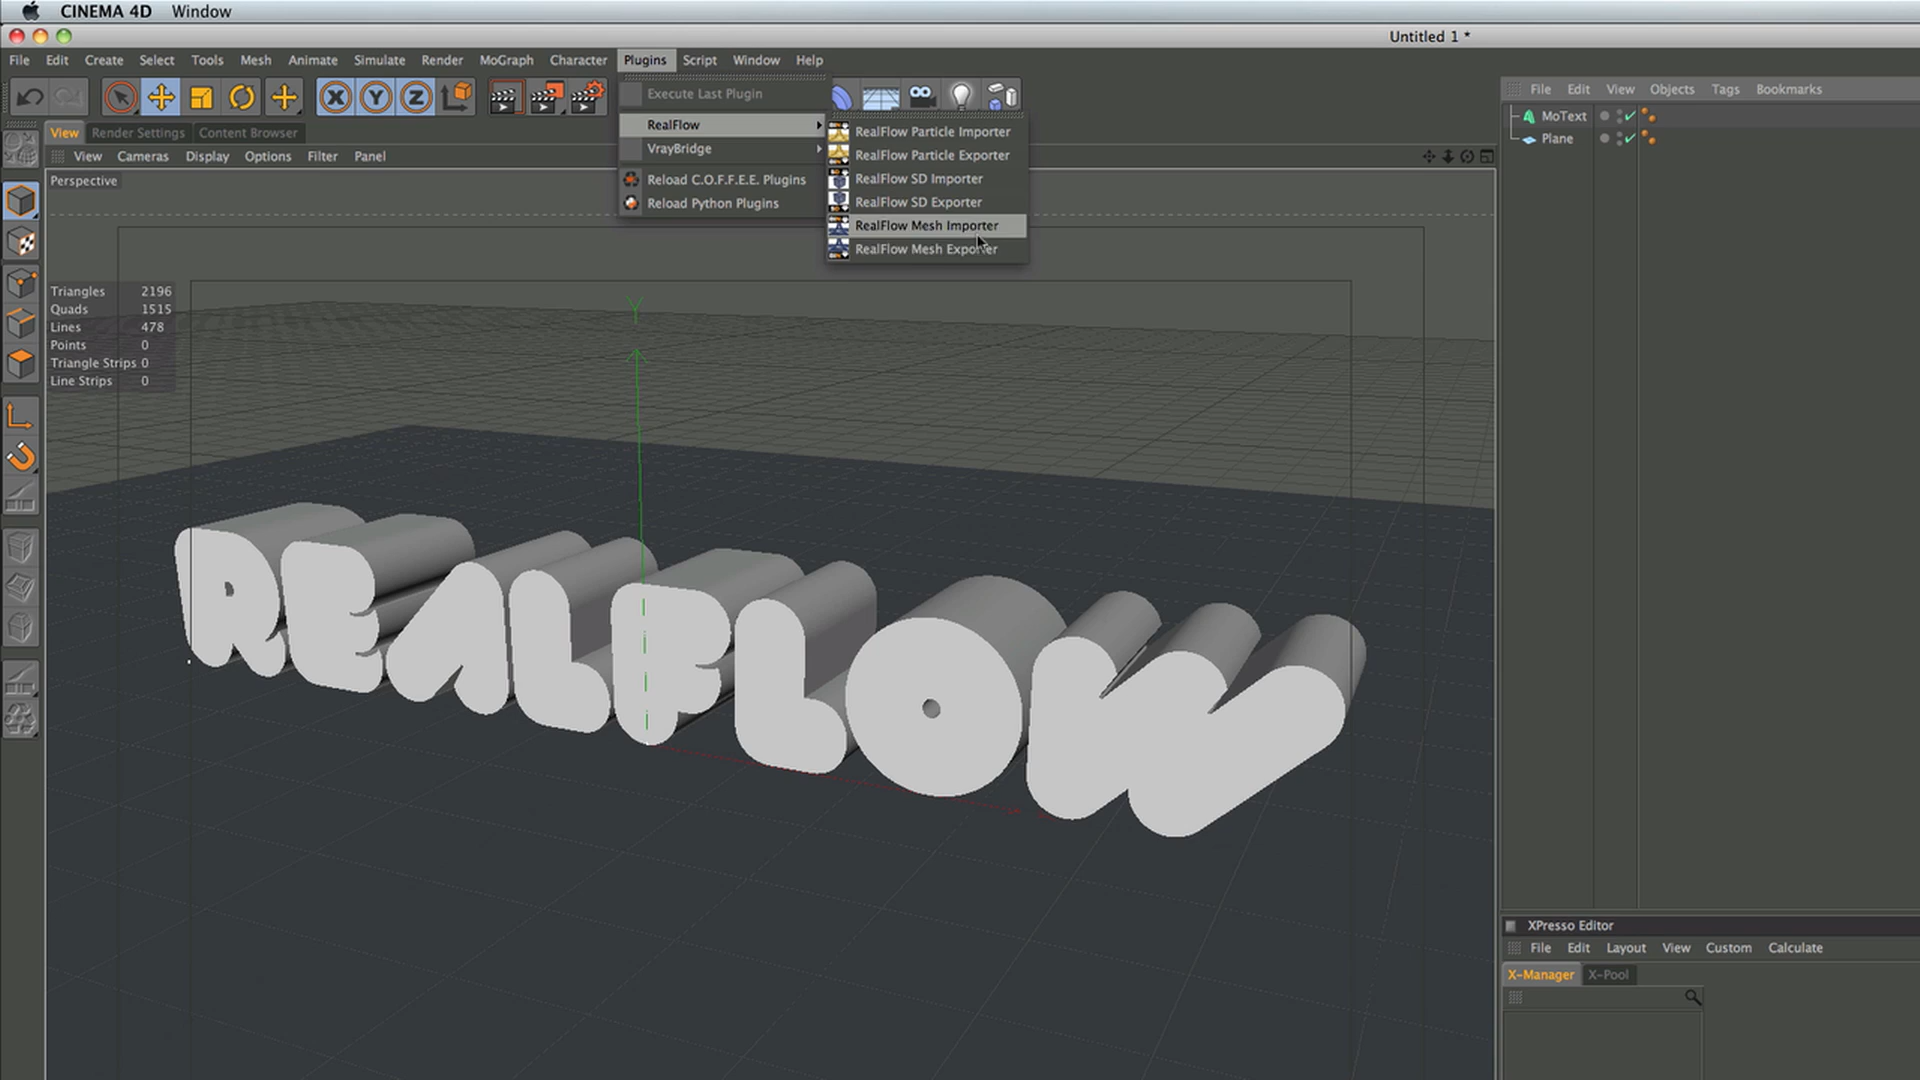 CINEMA 4D Window
Untitled 1 *
File Edit Create Select Tools Mesh Animate Simulate Render MoGraph Character Plugins Script Window Help
Execute Last Plugin
RealFlow
VrayBridge
Reload C.O.F.F.E.E. Plugins
Reload Python Plugins
RealFlow Particle Importer
RealFlow Particle Exporter
RealFlow SD Importer
RealFlow SD Exporter
RealFlow Mesh Importer
RealFlow Mesh Exporter
X Y Z
View Render Settings Content Browser
View Cameras Display Options Filter Panel
Perspective
Triangles 2196
Quads 1515
Lines 478
Points 0
Triangle Strips 0
Line Strips 0
Y
REALFLOW
File Edit View Objects Tags Bookmarks
MoText
Plane
XPresso Editor
File Edit Layout View Custom Calculate
X-Manager X-Pool